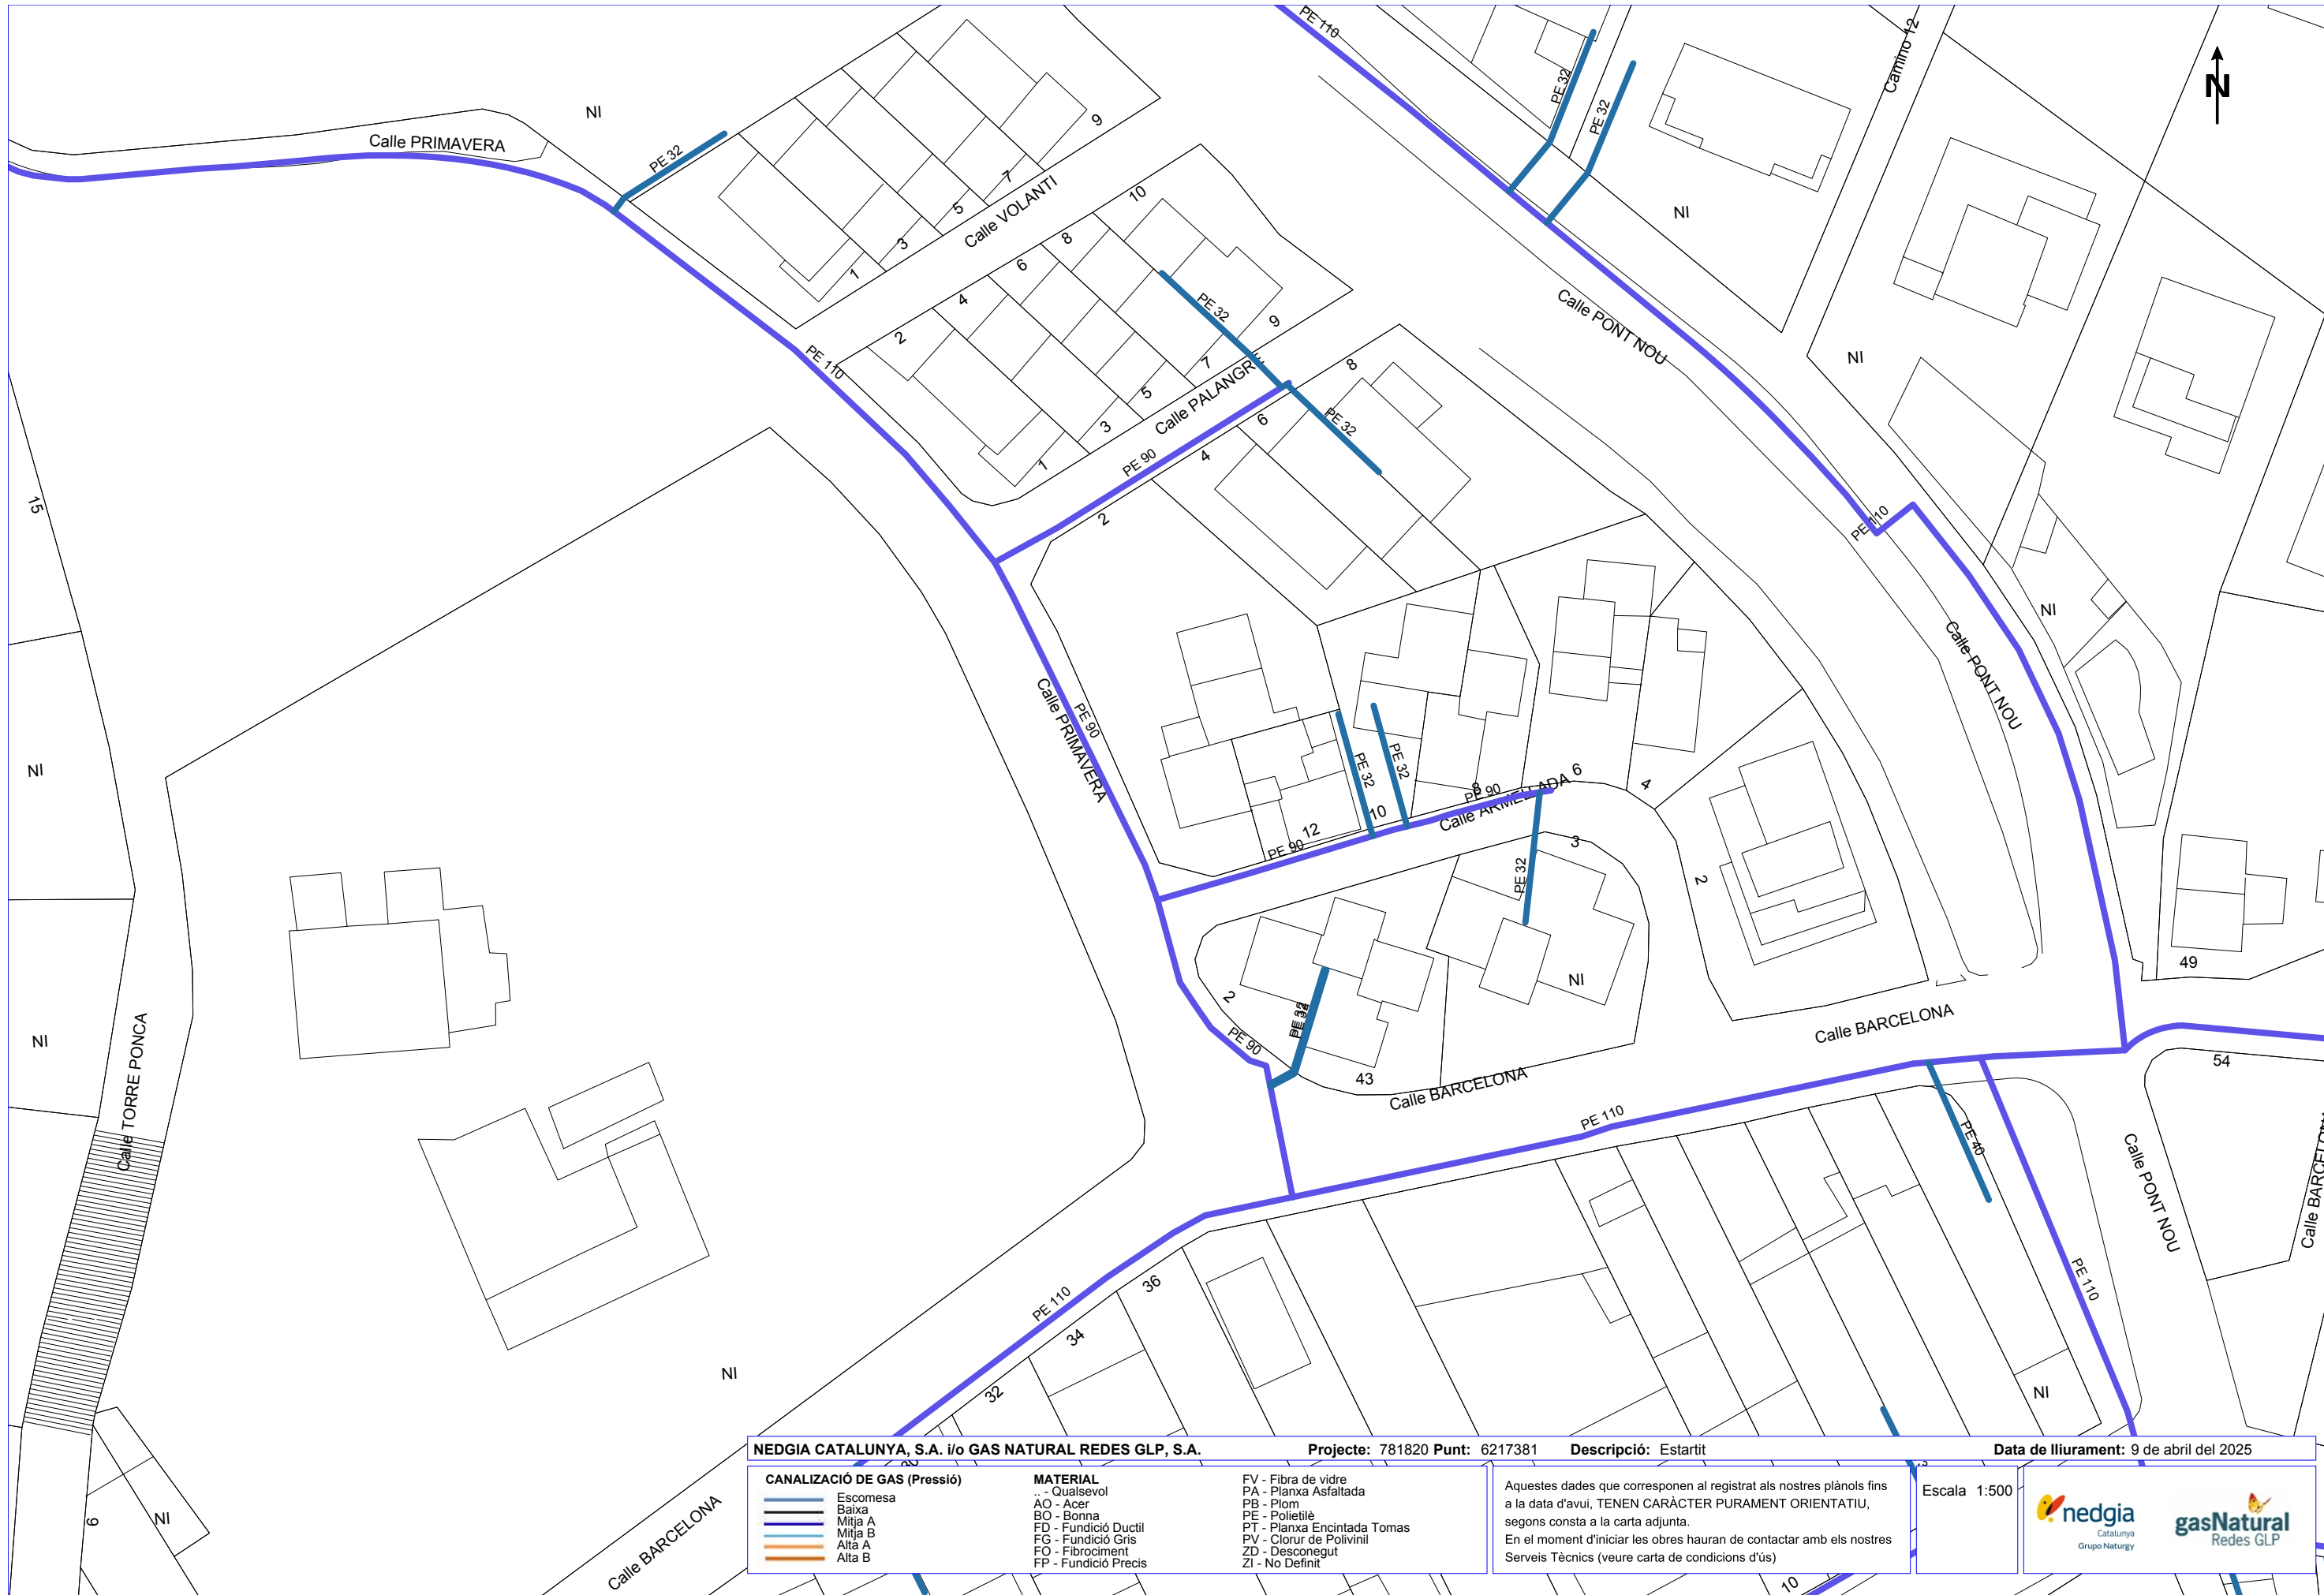 PE 110
PE 32
PE 32
Camino 12
N
NI
Calle PRIMAVERA
PE 32
9
7
5
3
1
Calle VOLANTI
10
8
6
4
2
NI
PE 32
9
7
5
3
1
Calle PALANGRE
Calle PONT NOU
NI
PE 110
8
6
4
2
PE 32
PE 90
15
PE 110
NI
Calle PONT NOU
Calle PRIMAVERA
PE 90
NI
PE 32
PE 32
8
6
4
PE 90
Calle ARMELLADA
10
12
PE 90
3
PE 32
2
49
NI
2
PE 32
PE 90
43
Calle BARCELONA
Calle BARCELONA
NI
Calle TORRE PONCA
54
PE 110
PE 40
Calle PONT NOU
Calle BARCELONA
PE 110
PE 110
36
34
32
NI
NI
NEDGIA CATALUNYA, S.A. i/o GAS NATURAL REDES GLP, S.A. Projecte: 781820 Punt: 6217381 Descripció: Estartit Data de lliurament: 9 de abril del 2025
CANALIZACIÓ DE GAS (Pressió)
Escomesa
Baixa
Mitja A
Mitja B
Alta A
Alta B
MATERIAL
.. - Qualsevol
AO - Acer
BO - Bonna
FD - Fundició Ductil
FG - Fundició Gris
FO - Fibrociment
FP - Fundició Precis
FV - Fibra de vidre
PA - Planxa Asfaltada
PB - Plom
PE - Polietilè
PT - Planxa Encintada Tomas
PV - Clorur de Polivinil
ZD - Desconegut
ZI - No Definit
Aquestes dades que corresponen al registrat als nostres plànols fins
a la data d'avui, TENEN CARÀCTER PURAMENT ORIENTATIU,
segons consta a la carta adjunta.
En el moment d'iniciar les obres hauran de contactar amb els nostres
Serveis Tècnics (veure carta de condicions d'ús)
Escala 1:500
nedgia
Catalunya
Grupo Naturgy
gasNatural
Redes GLP
9
NI
Calle BARCELONA
10